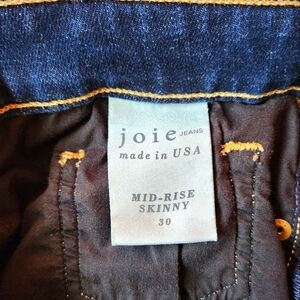 joie JEANS
made in USA
MID-RISE
SKINNY
30